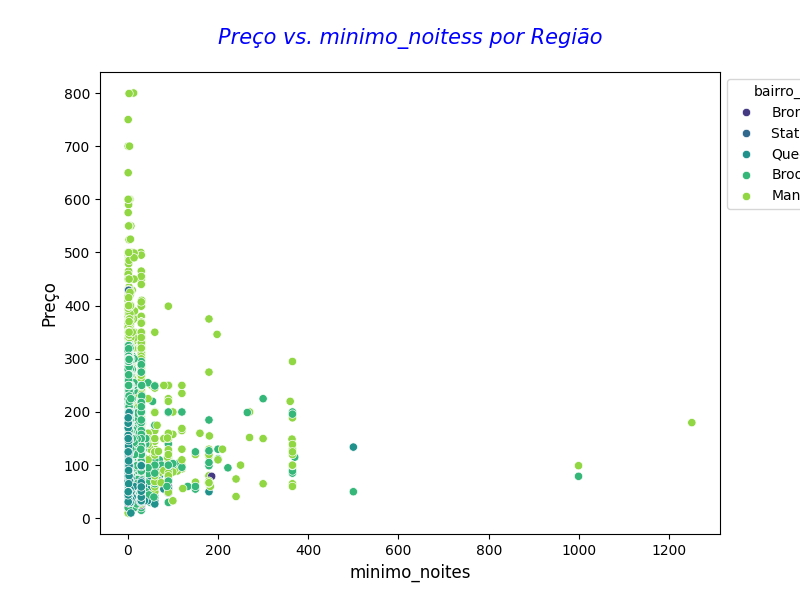 Preço vs. minimo_noitess por Região
bairro_
Bron
Stat
Que
Broo
Man
800
700
600
500
400
300
200
100
0
Preço
0 200 400 600 800 1000 1200
minimo_noites